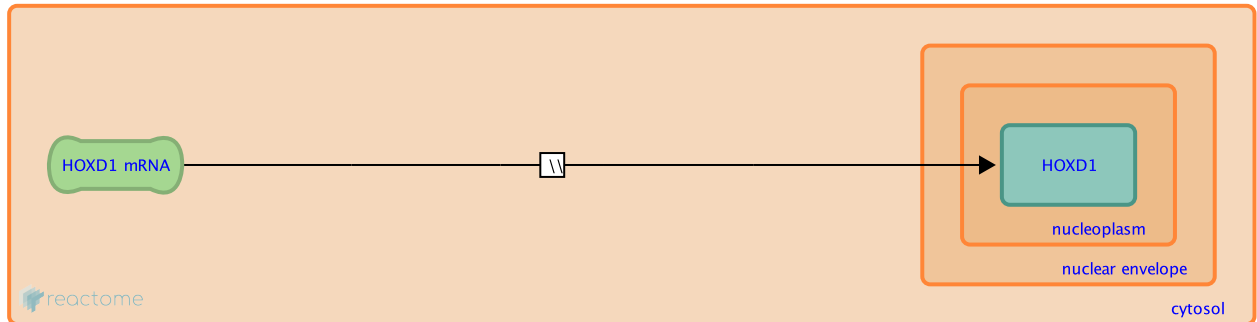 HOXD1 mRNA
\\
HOXD1
nucleoplasm
nuclear envelope
reactome
cytosol